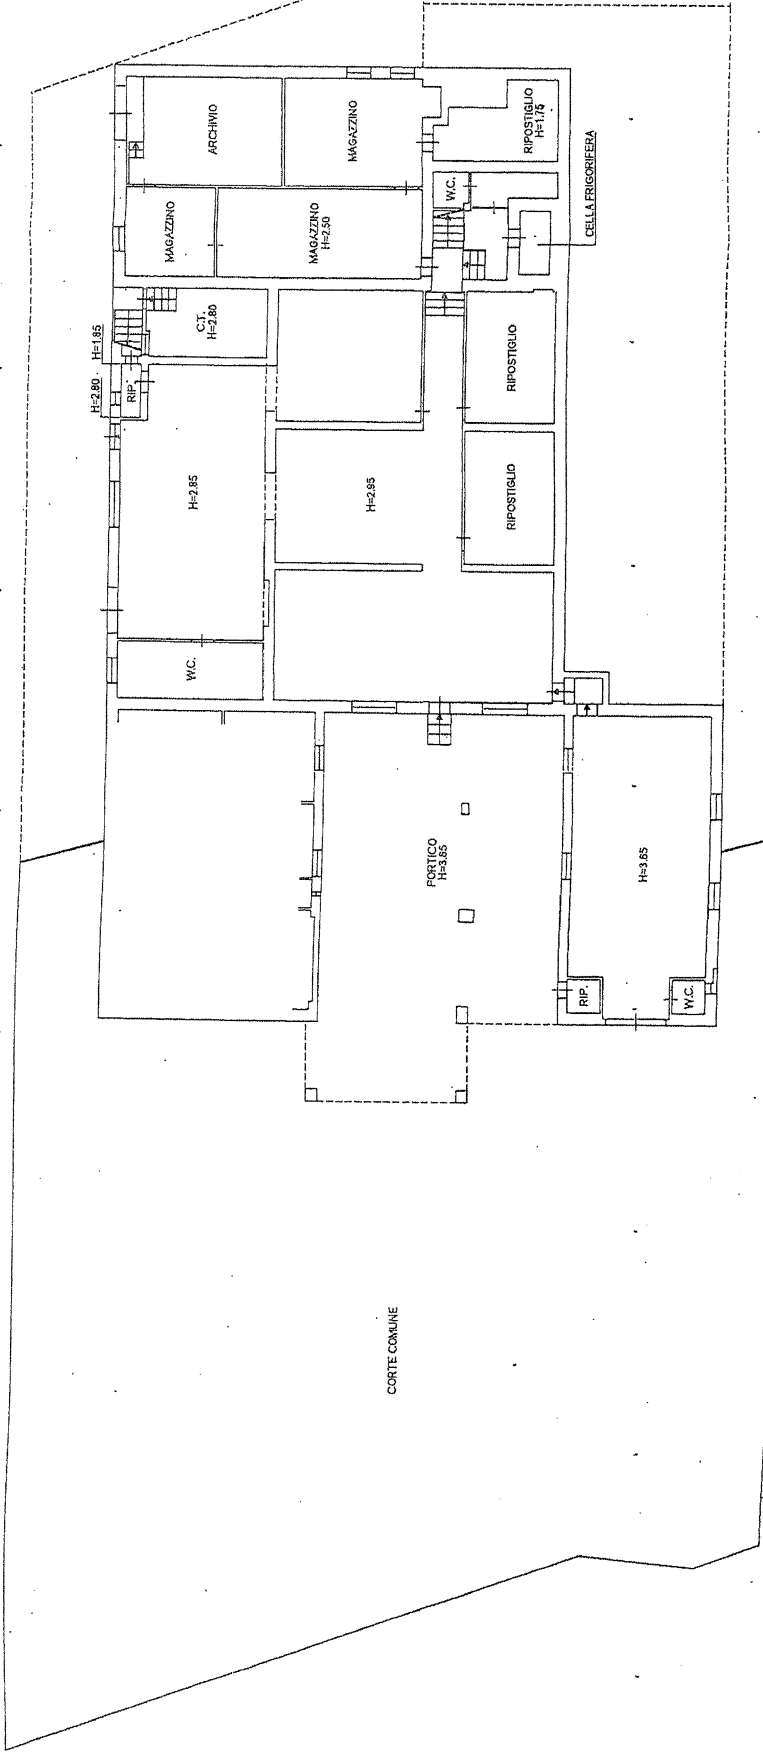 ARCHIVIO
MAGAZZINO
RIPOSTIGLIO
H=1.75
MAGAZZINO
MAGAZZINO
H=2.50
W.C.
CELLA FRIGORIFERA
C.T.
H=2.80
H=1.85
H=2.80
RIP.
RIPOSTIGLIO
H=2.85
H=2.95
RIPOSTIGLIO
W.C.
PORTICO
H=3.65
H=3.65
RIP.
W.C.
CORTE COMUNE